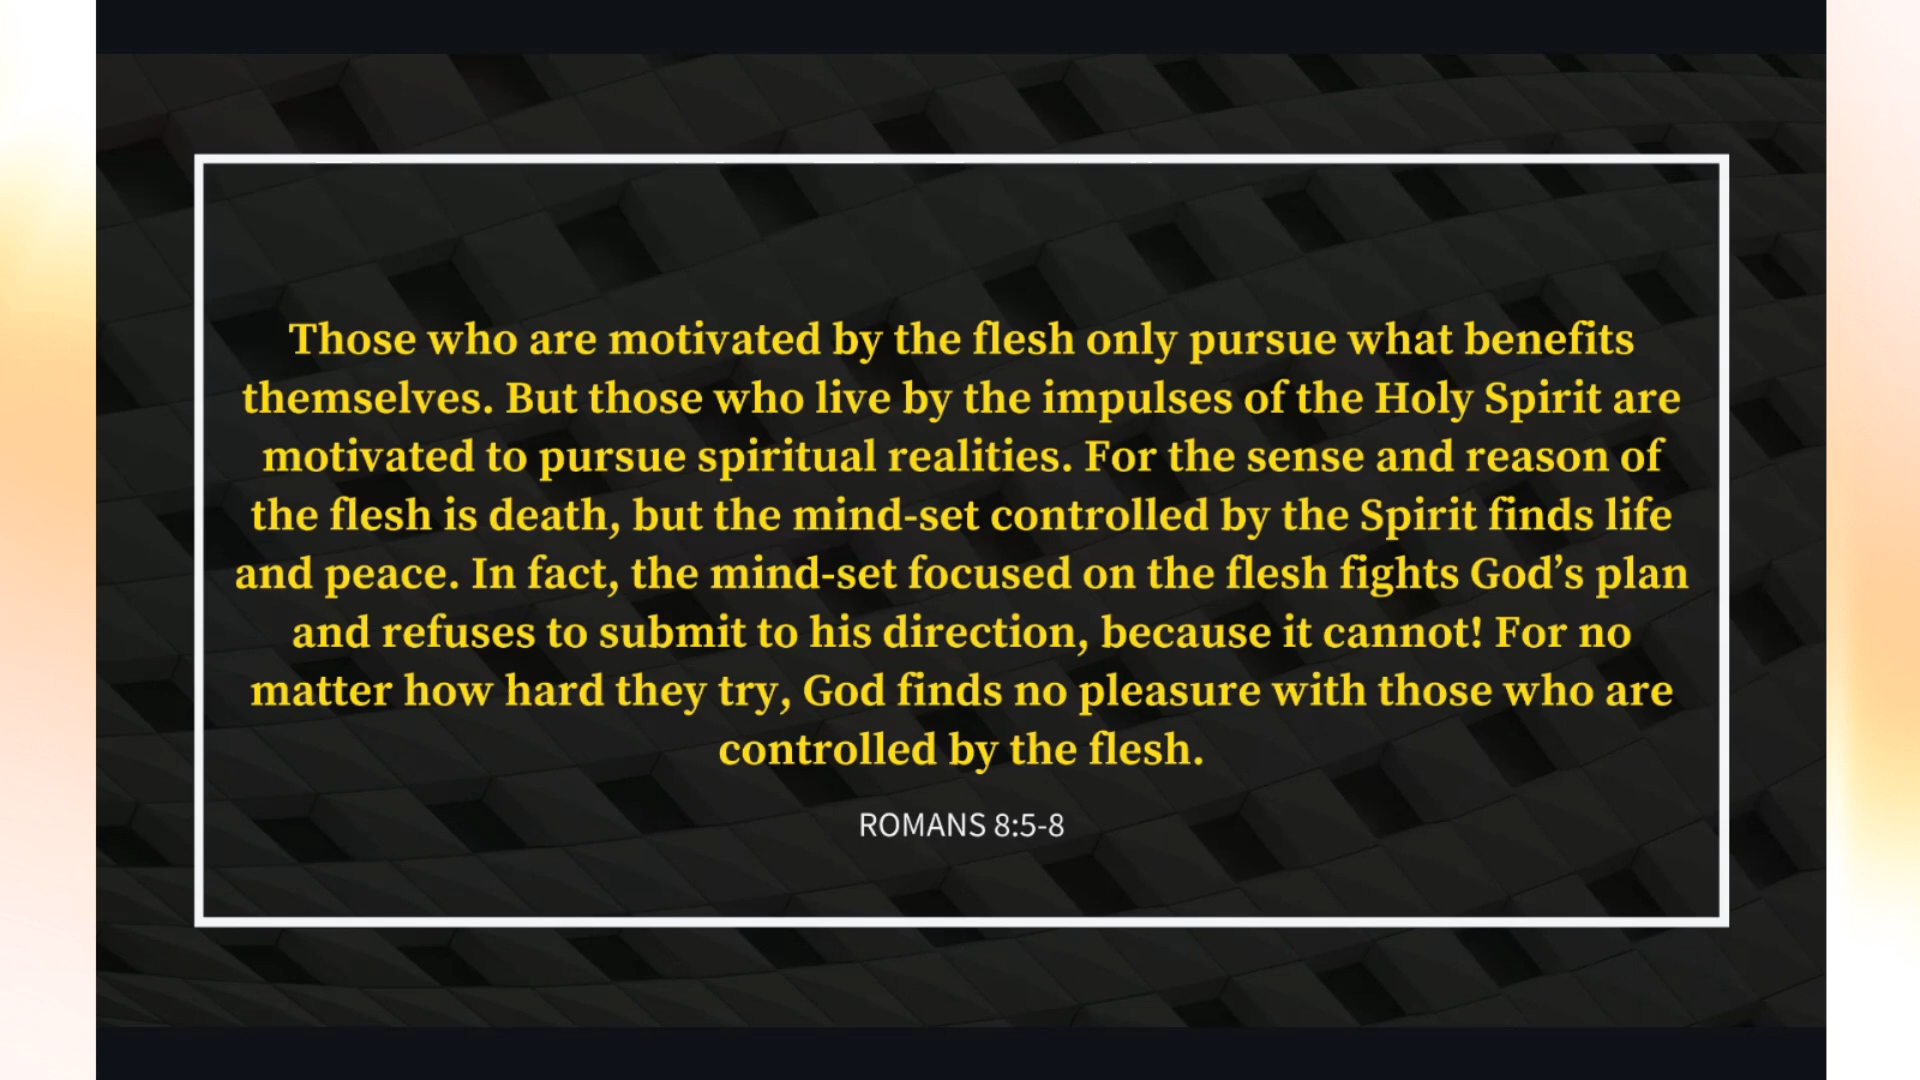 Those who are motivated by the flesh only pursue what benefits
themselves. But those who live by the impulses of the Holy Spirit are
motivated to pursue spiritual realities. For the sense and reason of
the flesh is death, but the mind-set controlled by the Spirit finds life
and peace. In fact, the mind-set focused on the flesh fights God’s plan
and refuses to submit to his direction, because it cannot! For no
matter how hard they try, God finds no pleasure with those who are
controlled by the flesh.
ROMANS 8:5-8